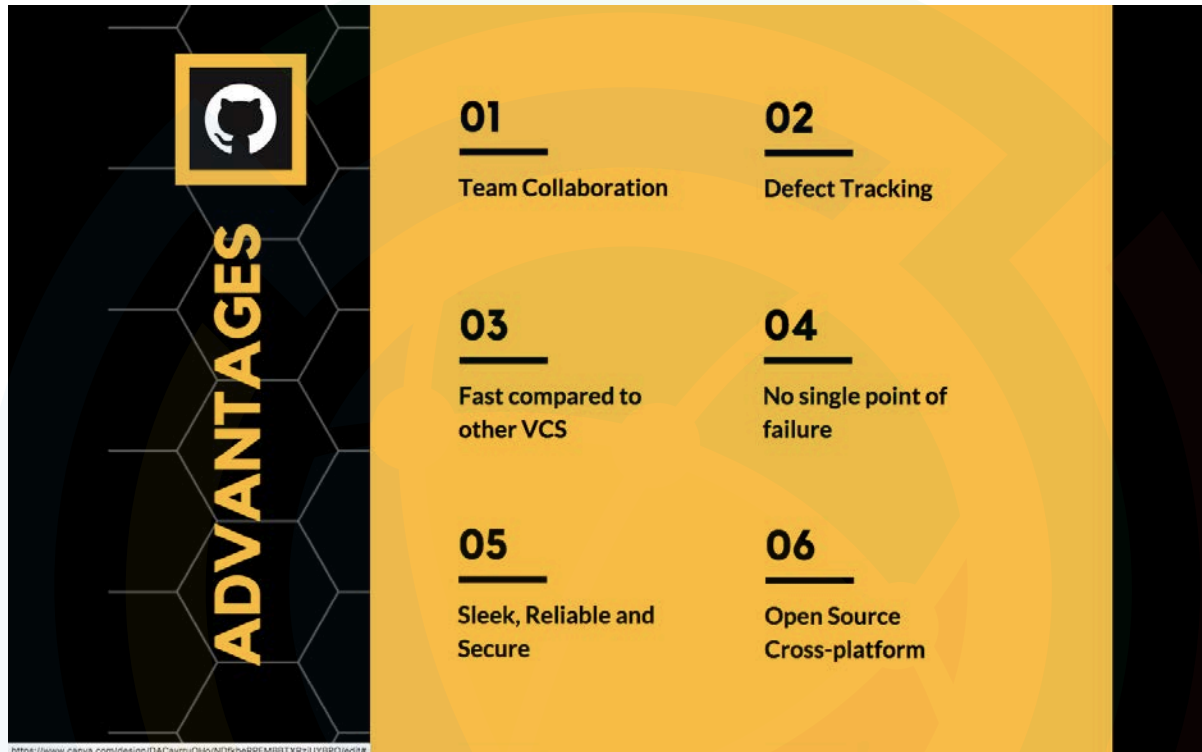 ADVANTAGES
01
Team Collaboration
02
Defect Tracking
03
Fast compared to
other VCS
04
No single point of
failure
05
Sleek, Reliable and
Secure
06
Open Source
Cross-platform